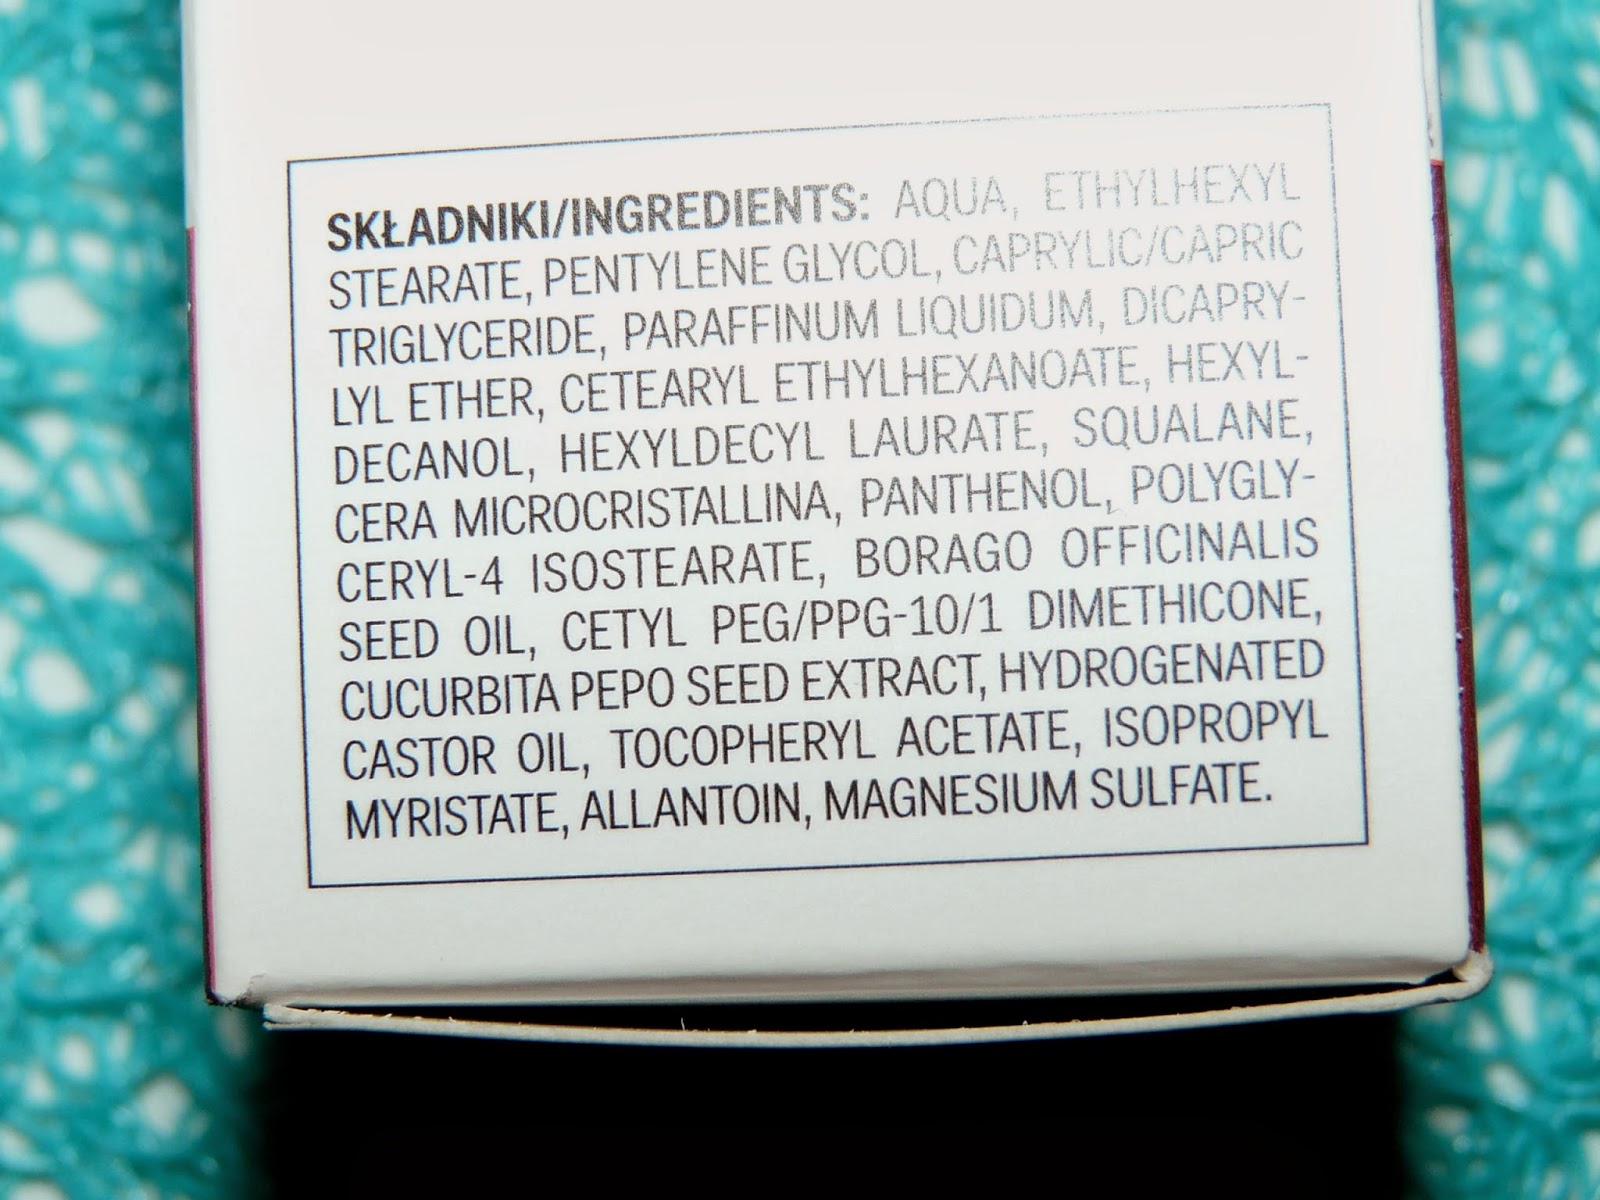 SKŁADNIKI/INGREDIENTS: AQUA, ETHYLHEXYL
STEARATE, PENTYLENE GLYCOL, CAPRYLIC/CAPRIC
TRIGLYCERIDE, PARAFFINUM LIQUIDUM, DICAPRY-
LYL ETHER, CETEARYL ETHYLHEXANOATE, HEXYL-
DECANOL, HEXYLDECYL LAURATE, SQUALANE,
CERA MICROCRISTALLINA, PANTHENOL, POLYGLY-
CERYL-4 ISOSTEARATE, BORAGO OFFICINALIS
SEED OIL, CETYL PEG/PPG-10/1 DIMETHICONE,
CUCURBITA PEPO SEED EXTRACT, HYDROGENATED
CASTOR OIL, TOCOPHERYL ACETATE, ISOPROPYL
MYRISTATE, ALLANTOIN, MAGNESIUM SULFATE.